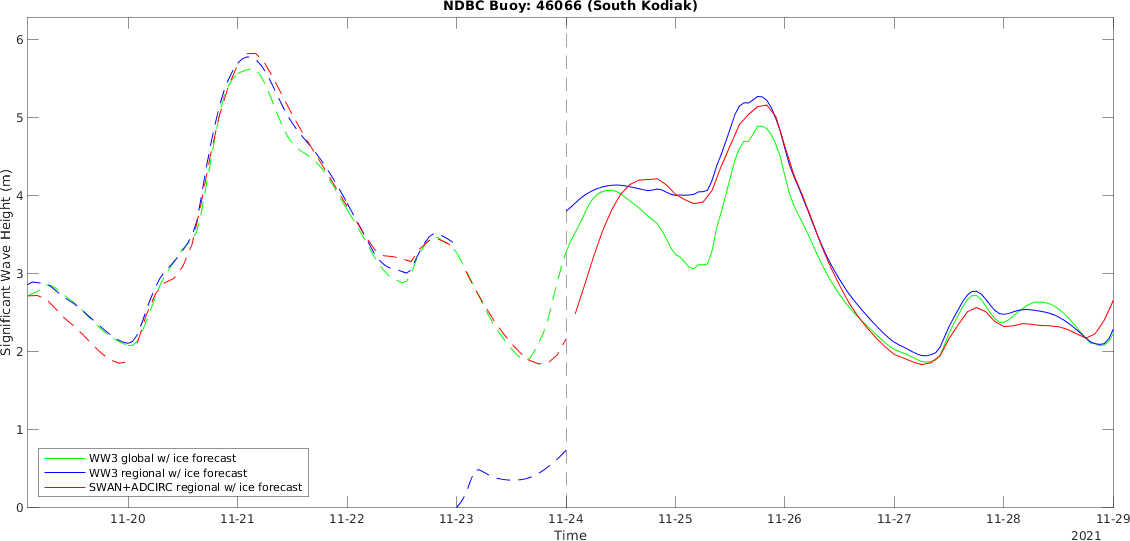 NDBC Buoy: 46066 (South Kodiak)
Significant Wave Height (m)
6
5
4
3
2
1
0
WW3 global w/ ice forecast
WW3 regional w/ ice forecast
SWAN+ADCIRC regional w/ ice forecast
11-20 11-21 11-22 11-23 11-24 11-25 11-26 11-27 11-28 11-29
Time
2021